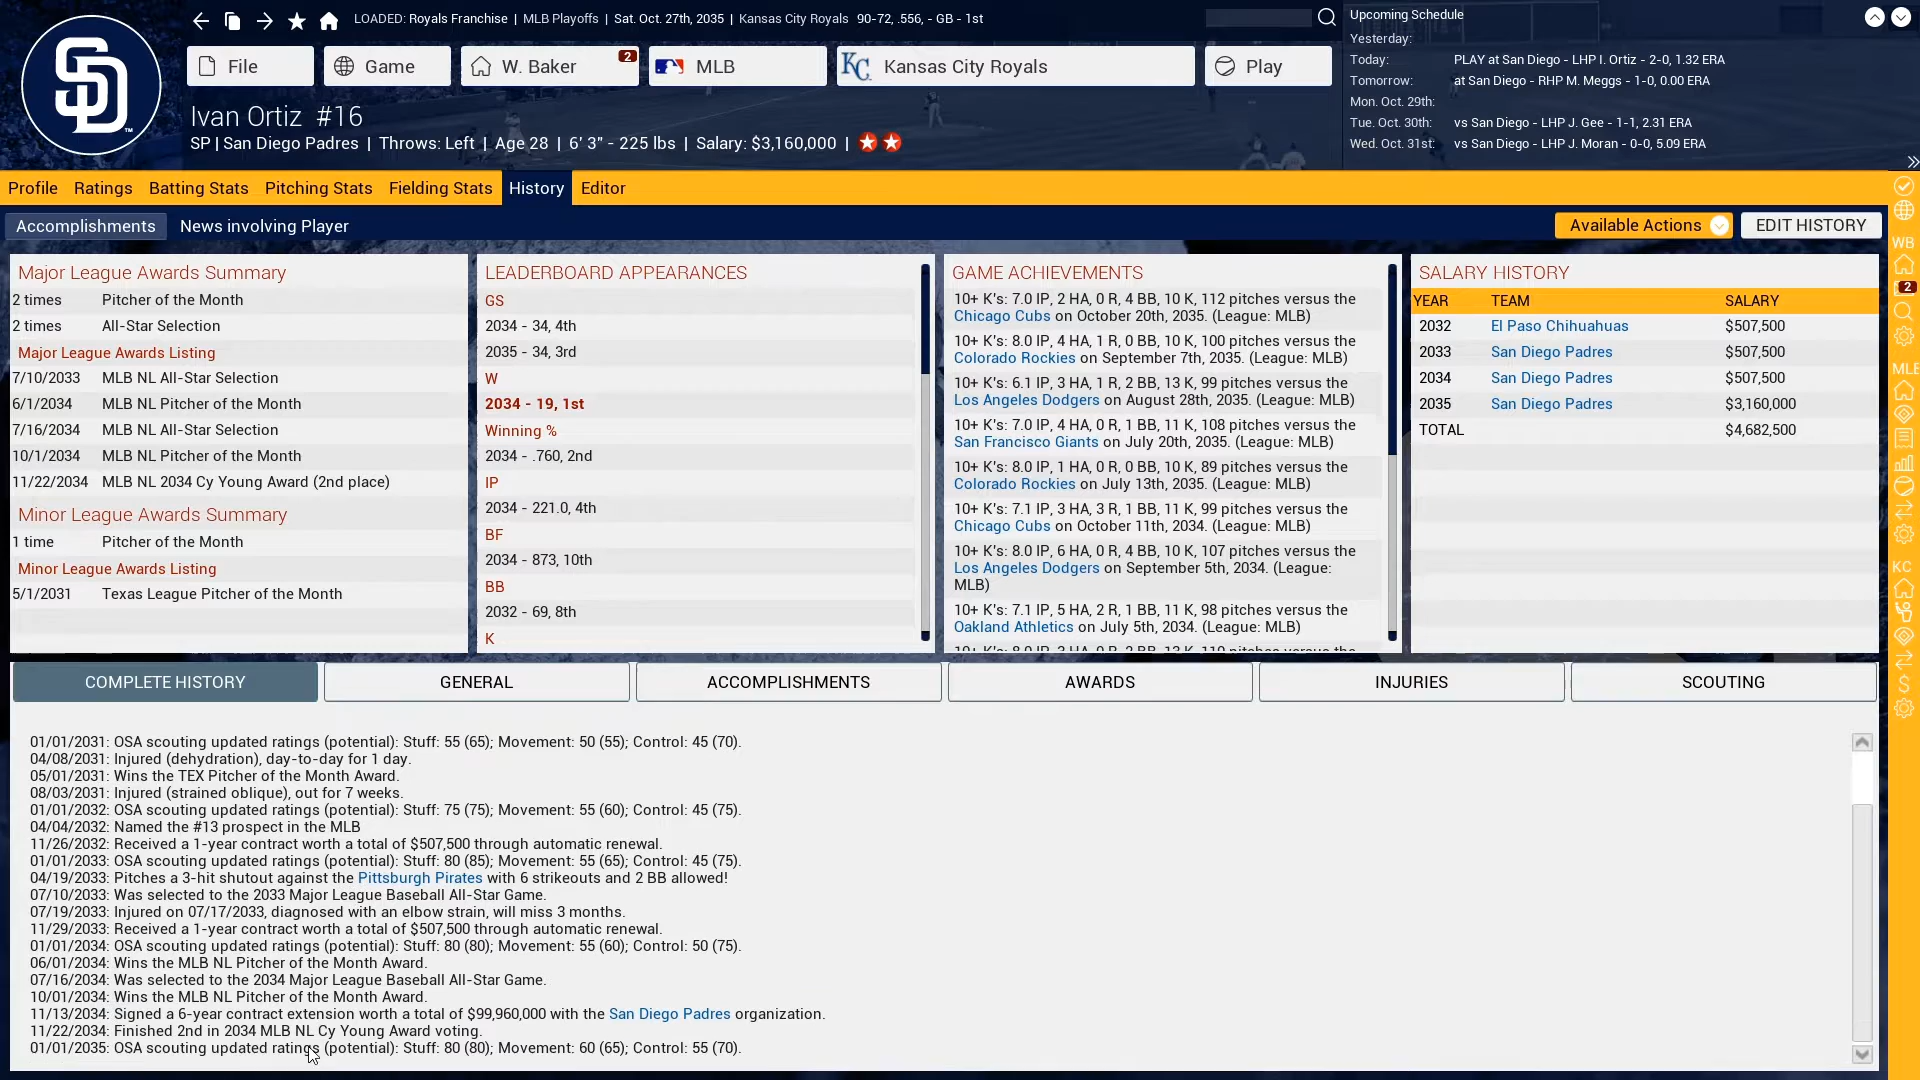 LOADED: Royals Franchise | MLB Playoffs | Sat. Oct. 27th, 2035 | Kansas City Royals 90-72, .556, - GB - 1st
File
Game
W. Baker
2
MLB
Kansas City Royals
Play
SD
TM
Ivan Ortiz #16
SP | San Diego Padres | Throws: Left | Age 28 | 6' 3" - 225 lbs | Salary: $3,160,000 |
Upcoming Schedule
Yesterday:
Today: PLAY at San Diego - LHP I. Ortiz - 2-0, 1.32 ERA
Tomorrow: at San Diego - RHP M. Meggs - 1-0, 0.00 ERA
Mon. Oct. 29th:
Tue. Oct. 30th: vs San Diego - LHP J. Gee - 1-1, 2.31 ERA
Wed. Oct. 31st: vs San Diego - LHP J. Moran - 0-0, 5.09 ERA
Profile Ratings Batting Stats Pitching Stats Fielding Stats History Editor
Accomplishments News involving Player
Available Actions EDIT HISTORY
Major League Awards Summary
2 times Pitcher of the Month
2 times All-Star Selection
Major League Awards Listing
7/10/2033 MLB NL All-Star Selection
6/1/2034 MLB NL Pitcher of the Month
7/16/2034 MLB NL All-Star Selection
10/1/2034 MLB NL Pitcher of the Month
11/22/2034 MLB NL 2034 Cy Young Award (2nd place)
Minor League Awards Summary
1 time Pitcher of the Month
Minor League Awards Listing
5/1/2031 Texas League Pitcher of the Month
LEADERBOARD APPEARANCES
GS
2034 - 34, 4th
2035 - 34, 3rd
W
2034 - 19, 1st
Winning %
2034 - .760, 2nd
IP
2034 - 221.0, 4th
BF
2034 - 873, 10th
BB
2032 - 69, 8th
K
GAME ACHIEVEMENTS
10+ K's: 7.0 IP, 2 HA, 0 R, 4 BB, 10 K, 112 pitches versus the
Chicago Cubs on October 20th, 2035. (League: MLB)
10+ K's: 8.0 IP, 4 HA, 1 R, 0 BB, 10 K, 100 pitches versus the
Colorado Rockies on September 7th, 2035. (League: MLB)
10+ K's: 6.1 IP, 3 HA, 1 R, 2 BB, 13 K, 99 pitches versus the
Los Angeles Dodgers on August 28th, 2035. (League: MLB)
10+ K's: 7.0 IP, 4 HA, 0 R, 1 BB, 11 K, 108 pitches versus the
San Francisco Giants on July 20th, 2035. (League: MLB)
10+ K's: 8.0 IP, 1 HA, 0 R, 0 BB, 10 K, 89 pitches versus the
Colorado Rockies on July 13th, 2035. (League: MLB)
10+ K's: 7.1 IP, 3 HA, 3 R, 1 BB, 11 K, 99 pitches versus the
Chicago Cubs on October 11th, 2034. (League: MLB)
10+ K's: 8.0 IP, 6 HA, 0 R, 4 BB, 10 K, 107 pitches versus the
Los Angeles Dodgers on September 5th, 2034. (League:
MLB)
10+ K's: 7.1 IP, 5 HA, 2 R, 1 BB, 11 K, 98 pitches versus the
Oakland Athletics on July 5th, 2034. (League: MLB)
SALARY HISTORY
YEAR TEAM SALARY
2032 El Paso Chihuahuas $507,500
2033 San Diego Padres $507,500
2034 San Diego Padres $507,500
2035 San Diego Padres $3,160,000
TOTAL $4,682,500
WB
2
KC
COMPLETE HISTORY GENERAL ACCOMPLISHMENTS AWARDS INJURIES SCOUTING
01/01/2031: OSA scouting updated ratings (potential): Stuff: 55 (65); Movement: 50 (55); Control: 45 (70).
04/08/2031: Injured (dehydration), day-to-day for 1 day.
05/01/2031: Wins the TEX Pitcher of the Month Award.
08/03/2031: Injured (strained oblique), out for 7 weeks.
01/01/2032: OSA scouting updated ratings (potential): Stuff: 75 (75); Movement: 55 (60); Control: 45 (75).
04/04/2032: Named the #13 prospect in the MLB
11/26/2032: Received a 1-year contract worth a total of $507,500 through automatic renewal.
01/01/2033: OSA scouting updated ratings (potential): Stuff: 80 (85); Movement: 55 (65); Control: 45 (75).
04/19/2033: Pitches a 3-hit shutout against the Pittsburgh Pirates with 6 strikeouts and 2 BB allowed!
07/10/2033: Was selected to the 2033 Major League Baseball All-Star Game.
07/19/2033: Injured on 07/17/2033, diagnosed with an elbow strain, will miss 3 months.
11/29/2033: Received a 1-year contract worth a total of $507,500 through automatic renewal.
01/01/2034: OSA scouting updated ratings (potential): Stuff: 80 (80); Movement: 55 (60); Control: 50 (75).
06/01/2034: Wins the MLB NL Pitcher of the Month Award.
07/16/2034: Was selected to the 2034 Major League Baseball All-Star Game.
10/01/2034: Wins the MLB NL Pitcher of the Month Award.
11/13/2034: Signed a 6-year contract extension worth a total of $99,960,000 with the San Diego Padres organization.
11/22/2034: Finished 2nd in 2034 MLB NL Cy Young Award voting.
01/01/2035: OSA scouting updated ratings (potential): Stuff: 80 (80); Movement: 60 (65); Control: 55 (70).